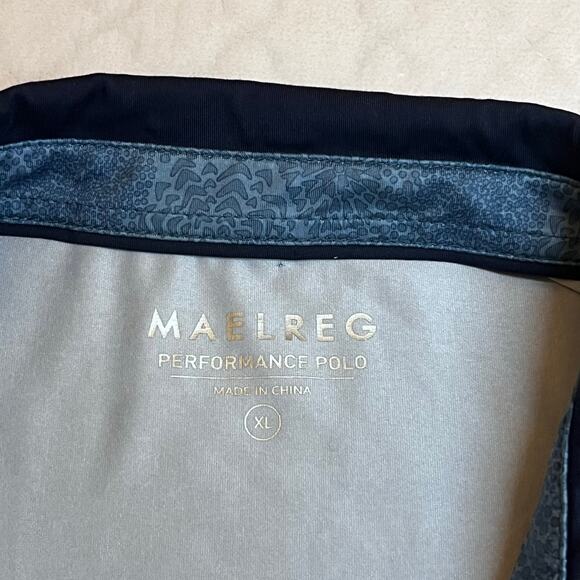 MAELREG
PERFORMANCE POLO
MADE IN CHINA
XL